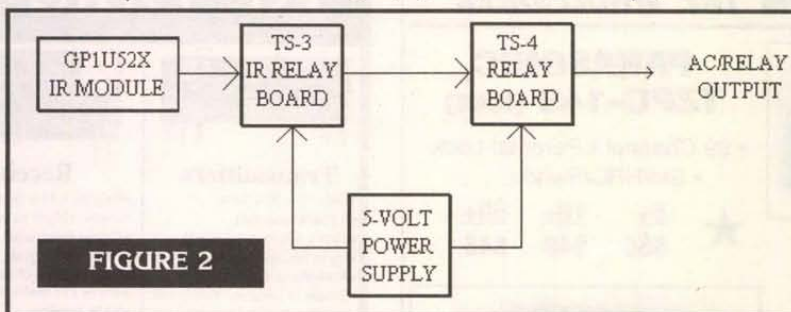 GP1U52X
IR MODULE
TS-3
IR RELAY
BOARD
TS-4
RELAY
BOARD
AC/RELAY
OUTPUT
5-VOLT
POWER
SUPPLY
FIGURE 2